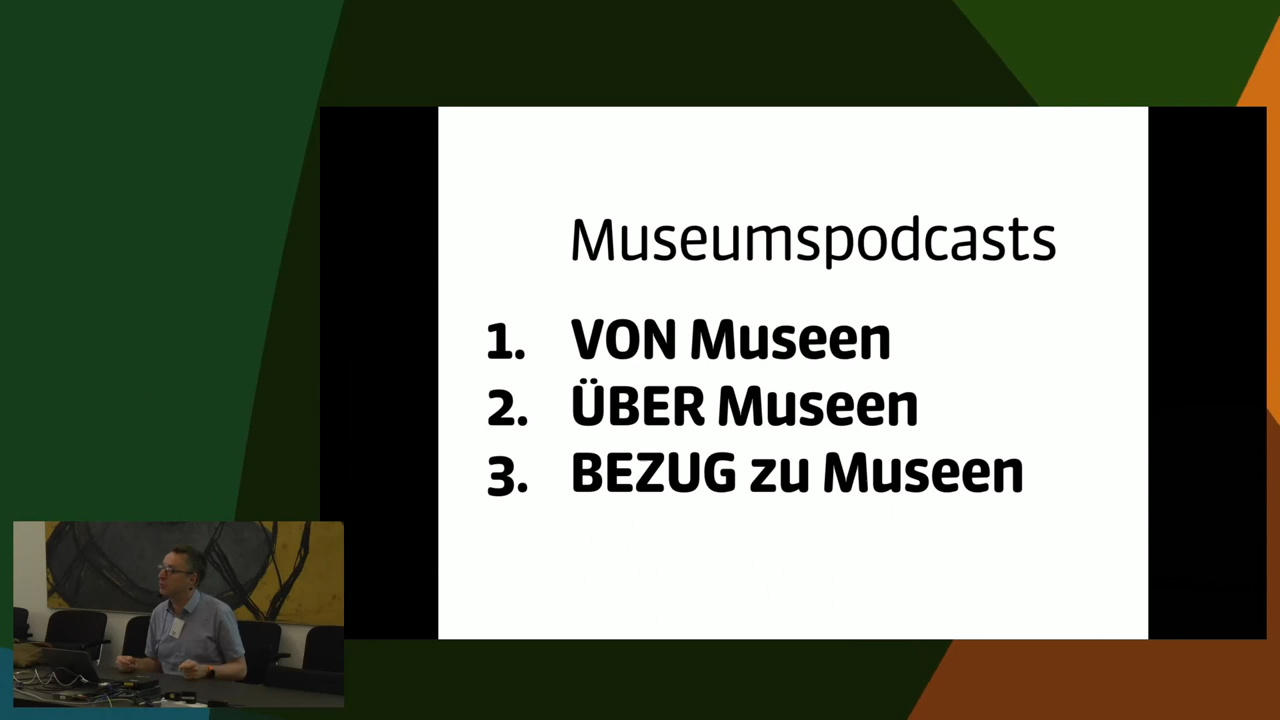 Museumspodcasts
1. VON Museen
2. ÜBER Museen
3. BEZUG zu Museen